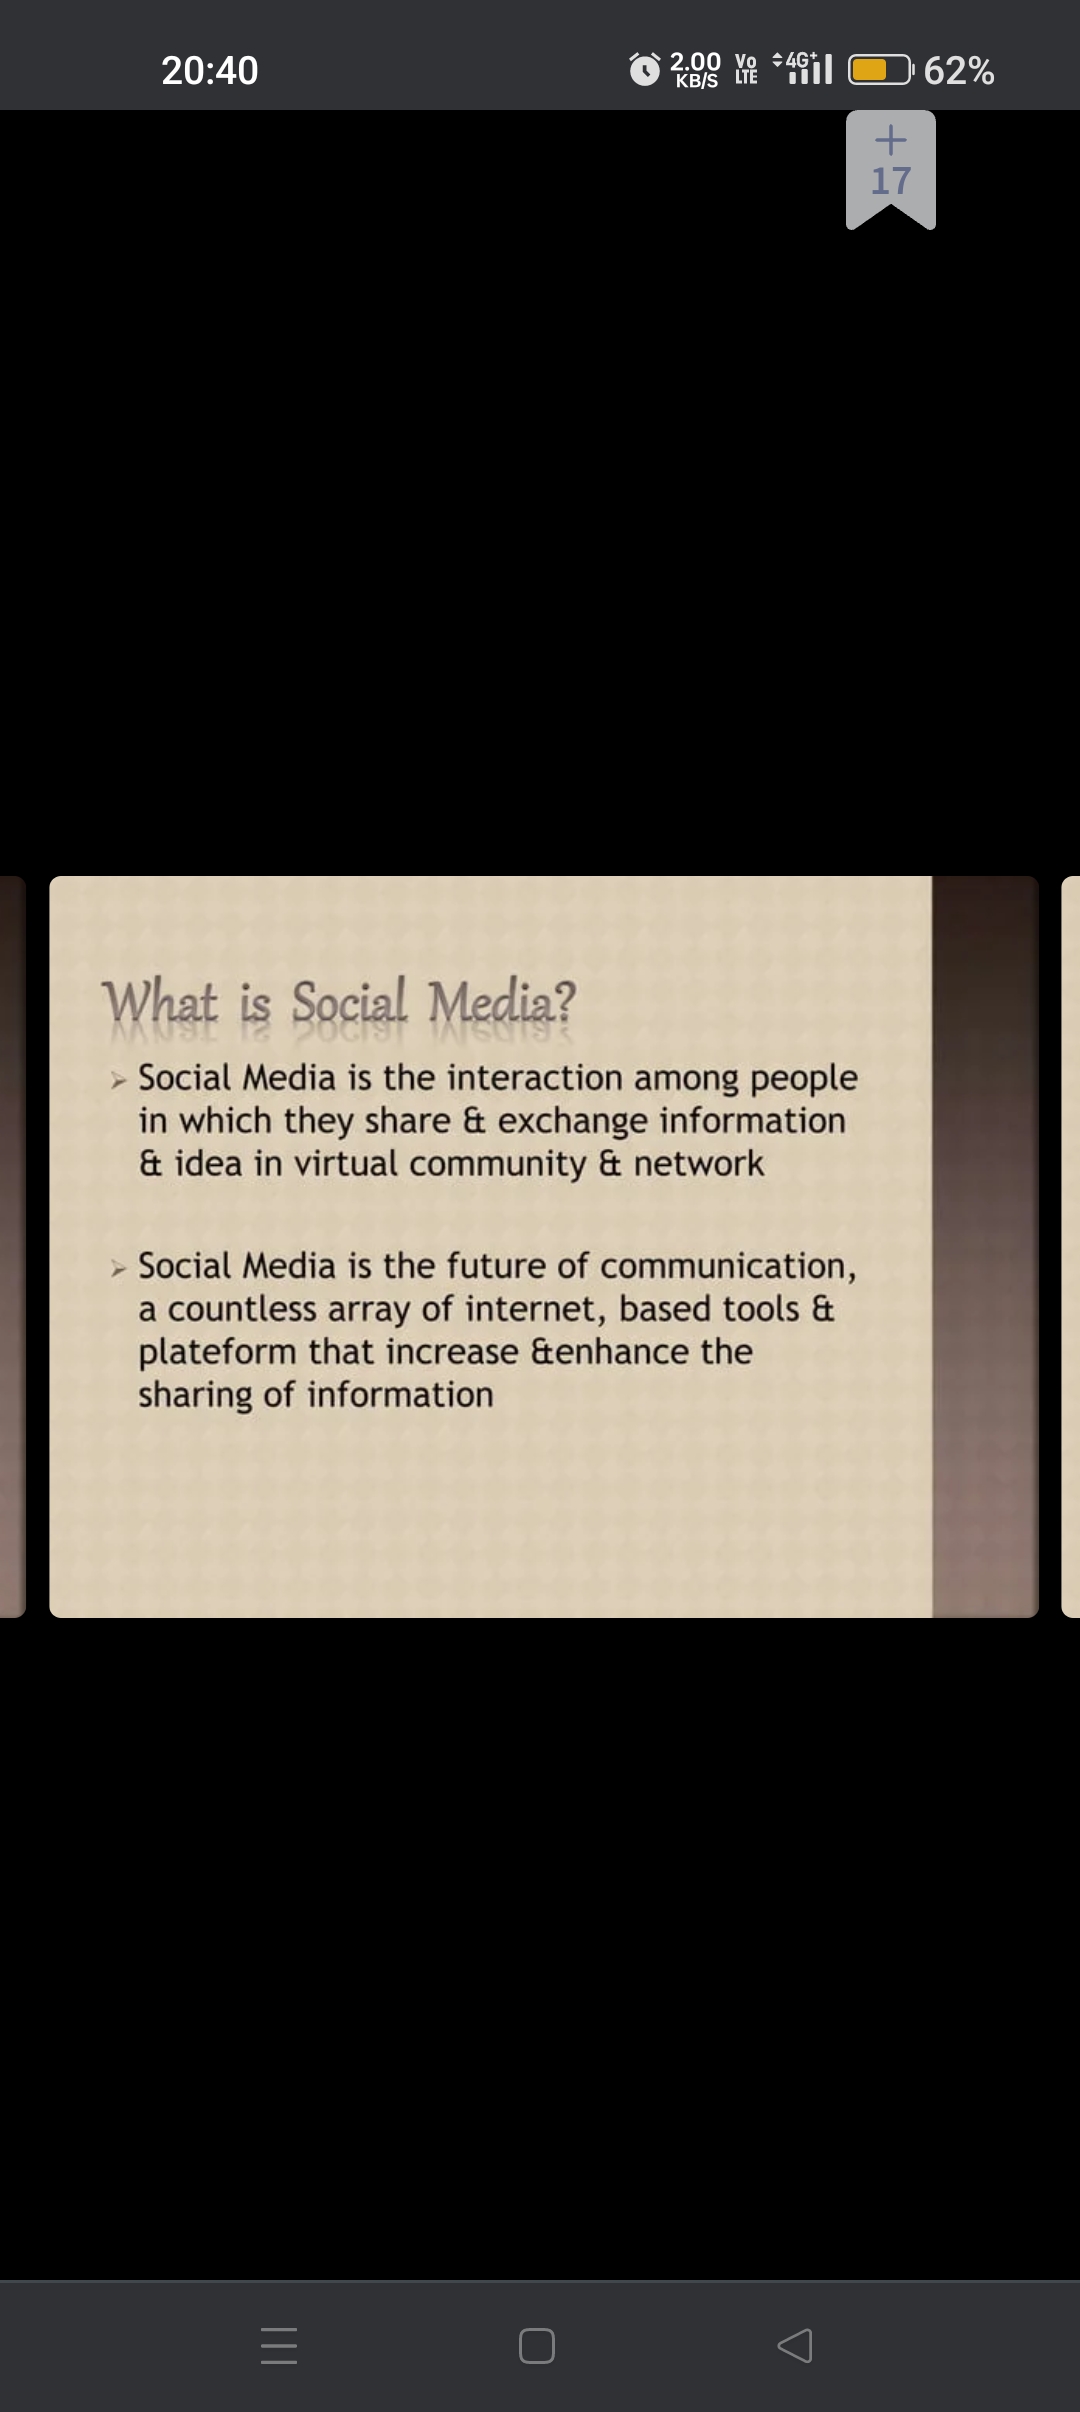 20:40
2.00
KB/S
Vo
LTE
4G+
62%
17
What is Social Media?
Social Media is the interaction among people
in which they share & exchange information
& idea in virtual community & network
Social Media is the future of communication,
a countless array of internet, based tools &
plateform that increase &enhance the
sharing of information